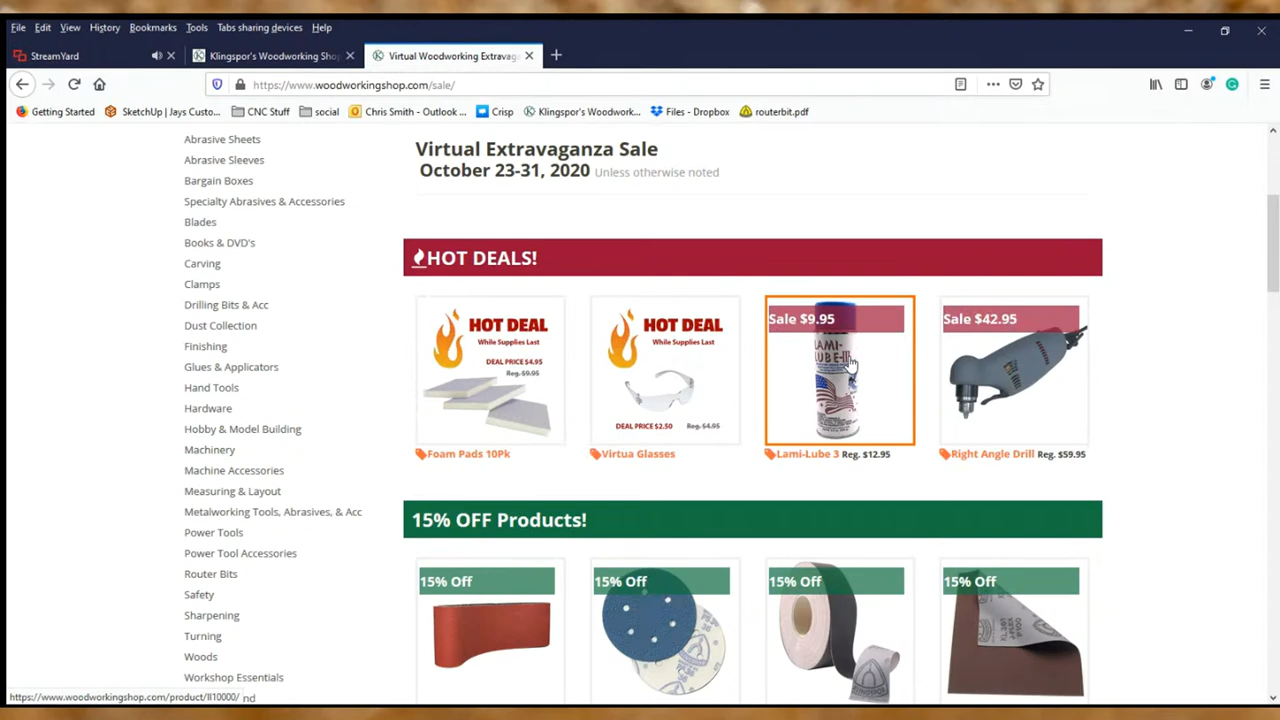 File Edit View History Bookmarks Tools Tabs sharing devices Help
StreamYard
Klingspor's Woodworking Shop
Virtual Woodworking Extravag
https://www.woodworkingshop.com/sale/
Getting Started
SketchUp | Jays Custo...
CNC Stuff
social
Chris Smith - Outlook ...
Crisp
Klingspor's Woodwork...
Files - Dropbox
routerbit.pdf
Abrasive Sheets
Abrasive Sleeves
Bargain Boxes
Specialty Abrasives & Accessories
Blades
Books & DVD's
Carving
Clamps
Drilling Bits & Acc
Dust Collection
Finishing
Glues & Abrasives
Hand Tools
Hardware
Hobby & Model Building
Machinery
Machine Accessories
Measuring & Layout
Metalworking Tools, Abrasives, & Acc
Power Tools
Power Tool Accessories
Router Bits
Safety
Sharpening
Turning
Woods
Workshop Essentials
https://www.woodworkingshop.com/product/ll10000/
Virtual Extravaganza Sale
October 23-31, 2020 Unless otherwise noted
HOT DEALS!
HOT DEAL
While Supplies Last
DEAL PRICE $4.95
Reg. $9.95
Foam Pads 10Pk
HOT DEAL
While Supplies Last
DEAL PRICE $2.50 Reg. $4.95
Virtua Glasses
Sale $9.95
LAMI-
LUBE-III
Lami-Lube 3 Reg. $12.95
Sale $42.95
Right Angle Drill Reg. $59.95
15% OFF Products!
15% Off
15% Off
15% Off
15% Off